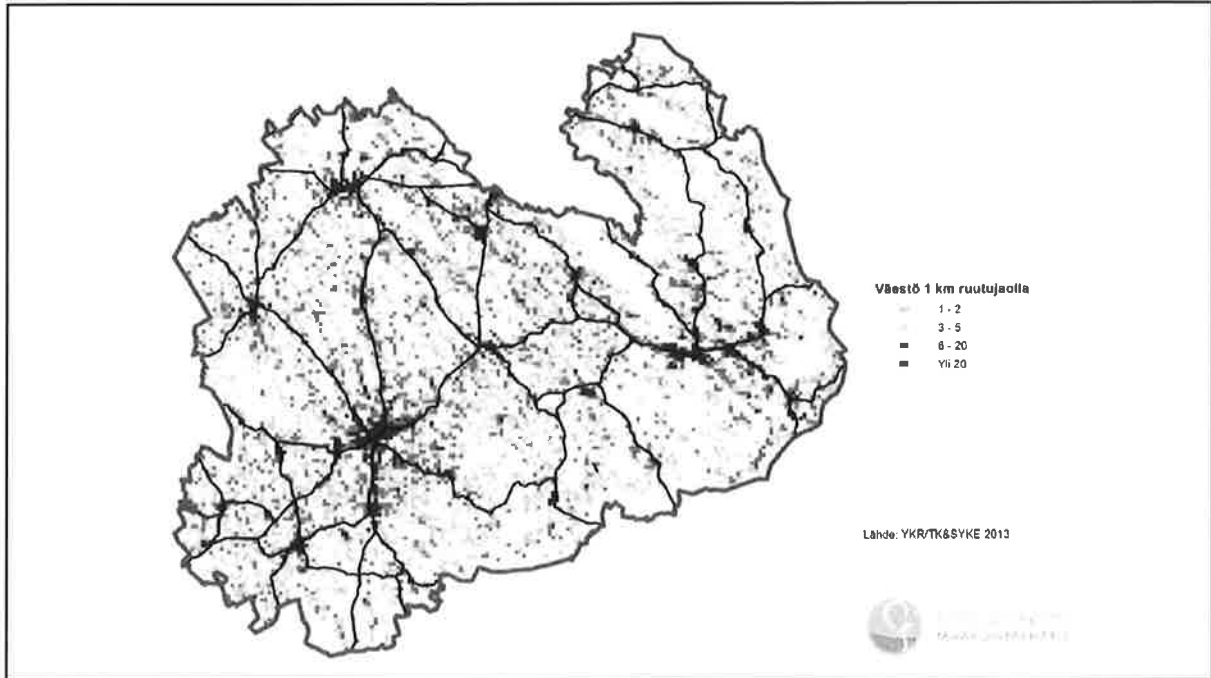 Väestö 1 km ruutujaolla
1 - 2
3 - 5
6 - 20
Yli 20
Lähde: YKR/TK&SYKE 2013